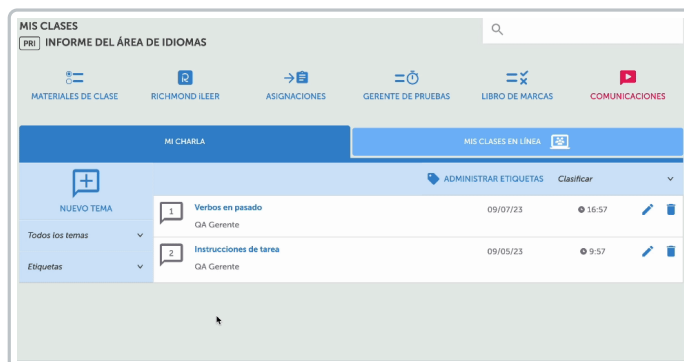 MIS CLASES
PRI INFORME DEL ÁREA DE IDIOMAS
MATERIALES DE CLASE
R
RICHMOND iLEER
ASIGNACIONES
GERENTE DE PRUEBAS
LIBRO DE MARCAS
COMUNICACIONES
MI CHARLA
MIS CLASES EN LÍNEA
NUEVO TEMA
Todos los temas
Etiquetas
ADMINISTRAR ETIQUETAS Clasificar
1 Verbos en pasado 09/07/23 16:57
QA Gerente
2 Instrucciones de tarea 09/05/23 9:57
QA Gerente